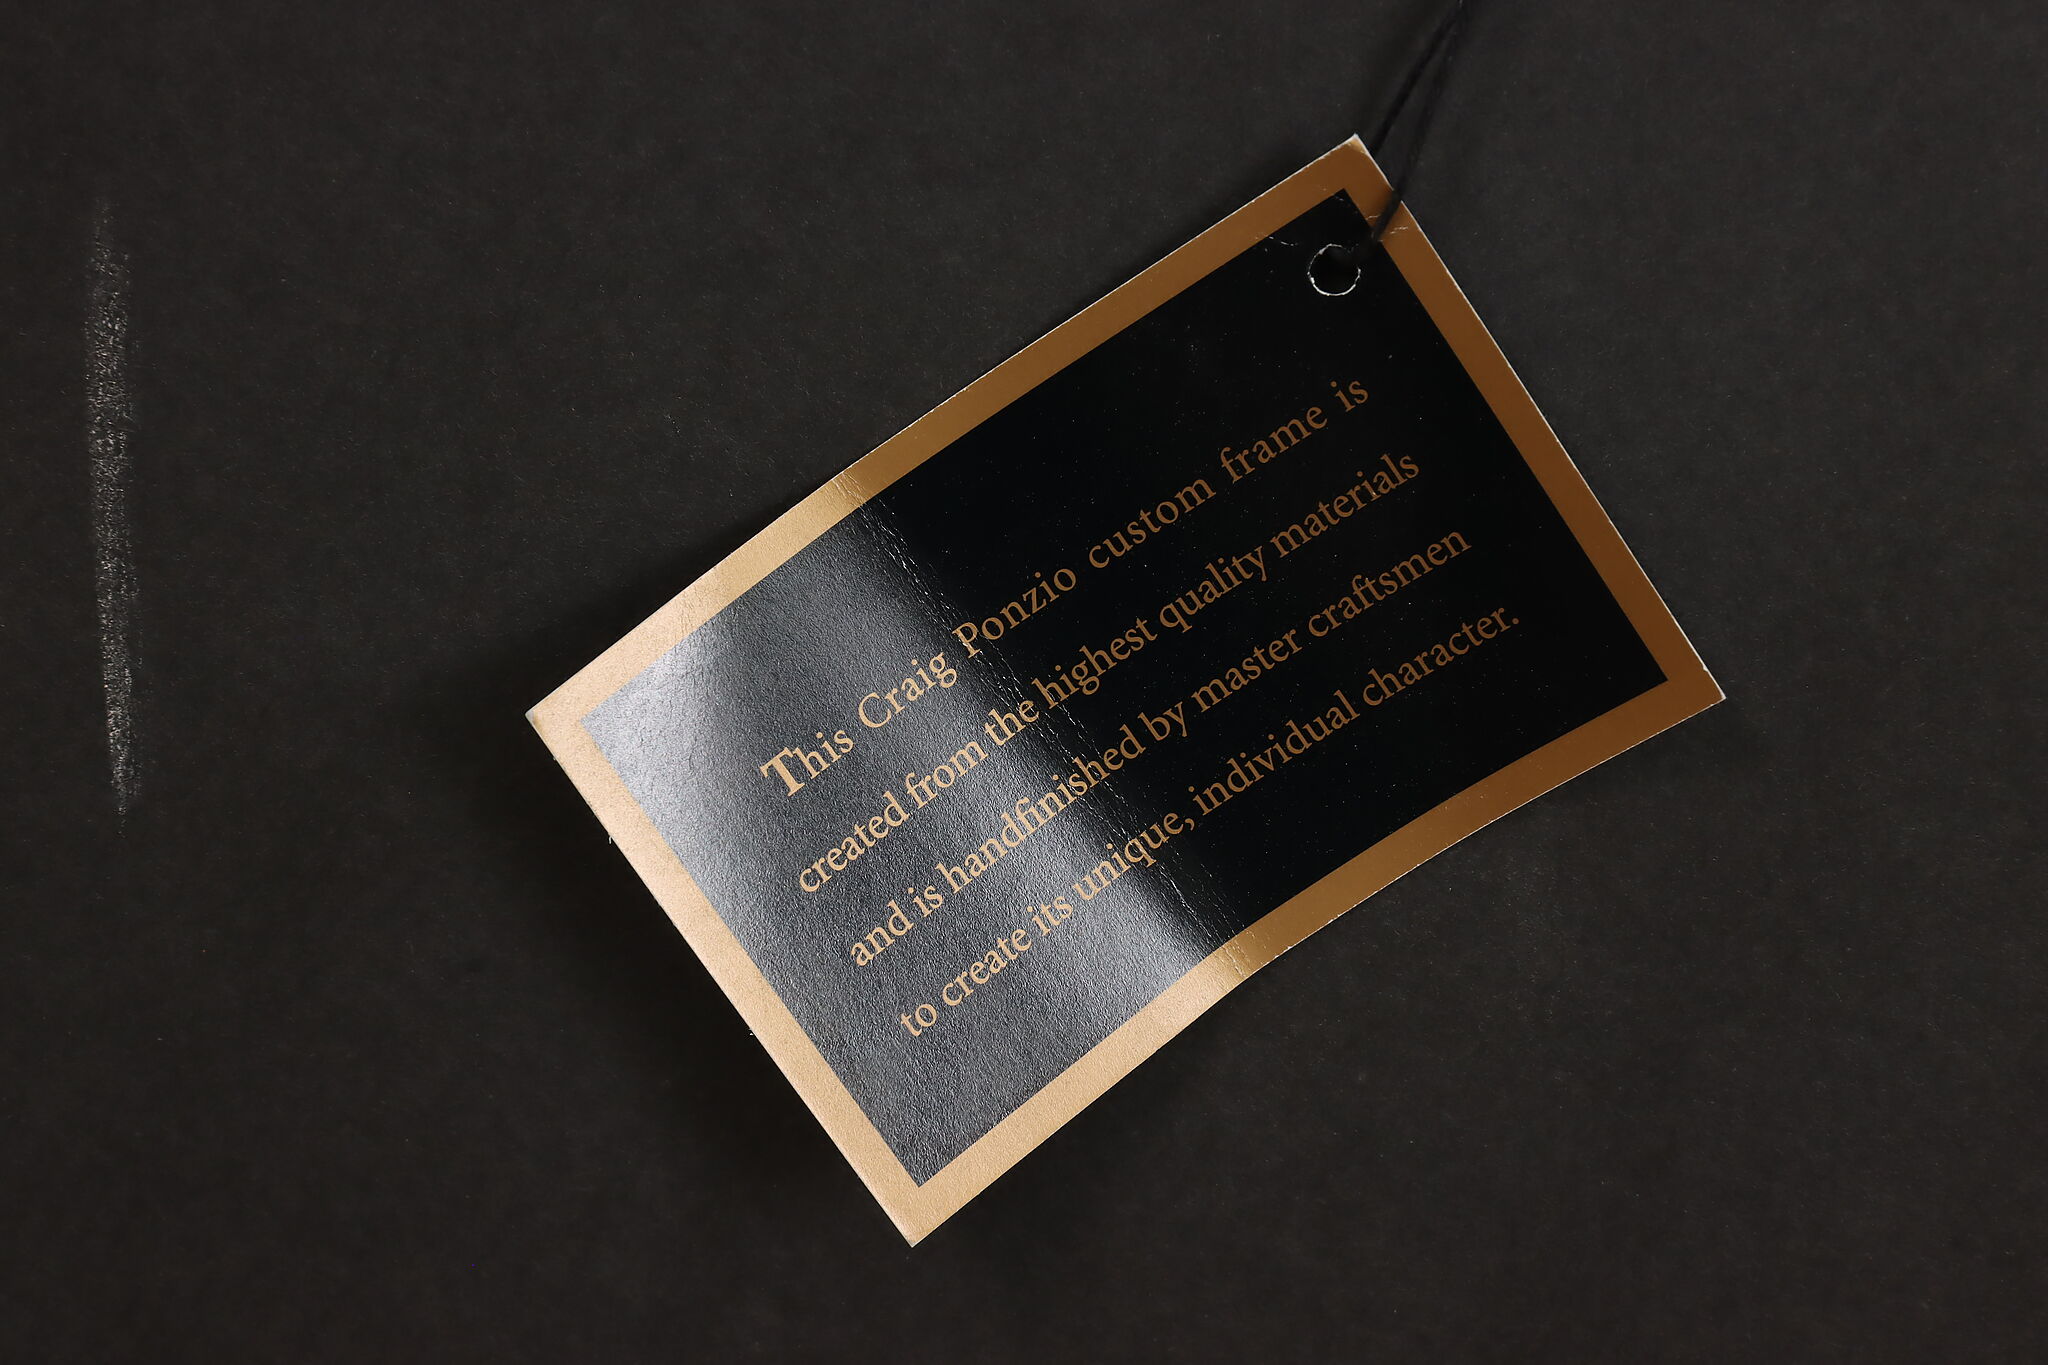 This Craig Ponzio custom frame is
created from the highest quality materials
and is handfinished by master craftsmen
to create its unique, individual character.